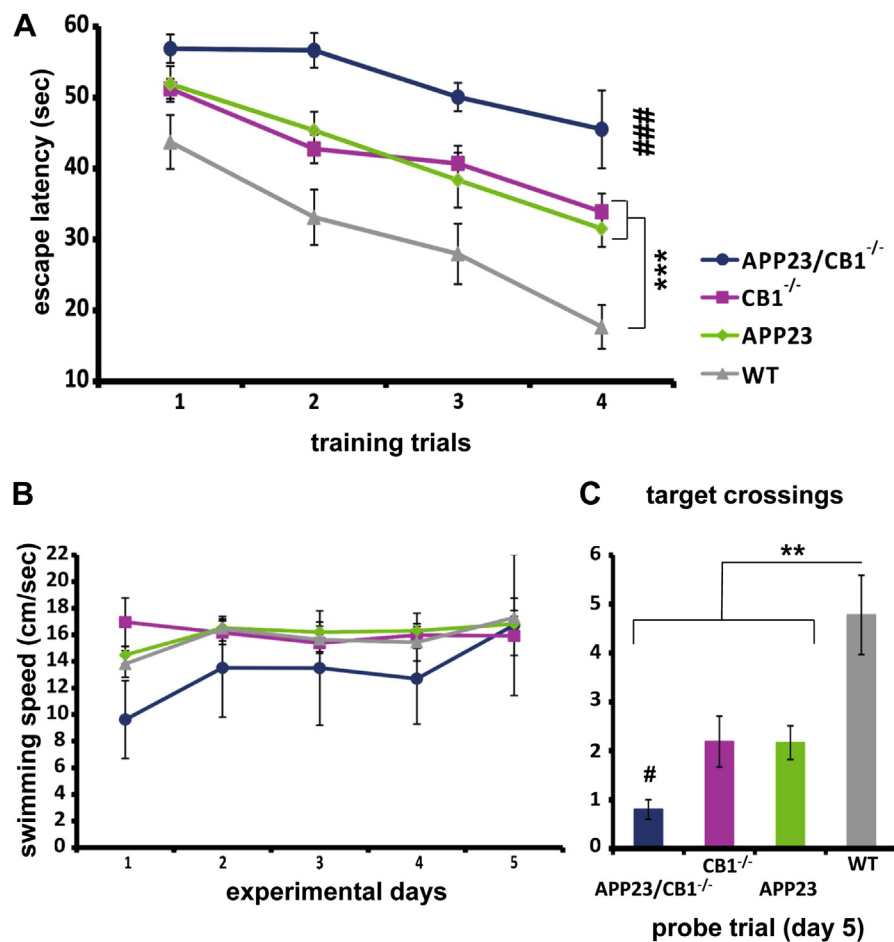 A
escape latency (sec)
60
50
40
30
20
10
1 2 3 4
training trials
###
***
APP23/CB1-/-
CB1-/-
APP23
WT
B
swimming speed (cm/sec)
22
20
18
16
14
12
10
8
6
4
2
0
1 2 3 4 5
experimental days
C target crossings
6
5
4
3
2
1
0
**
#
APP23/CB1-/-
CB1-/-
APP23
WT
probe trial (day 5)